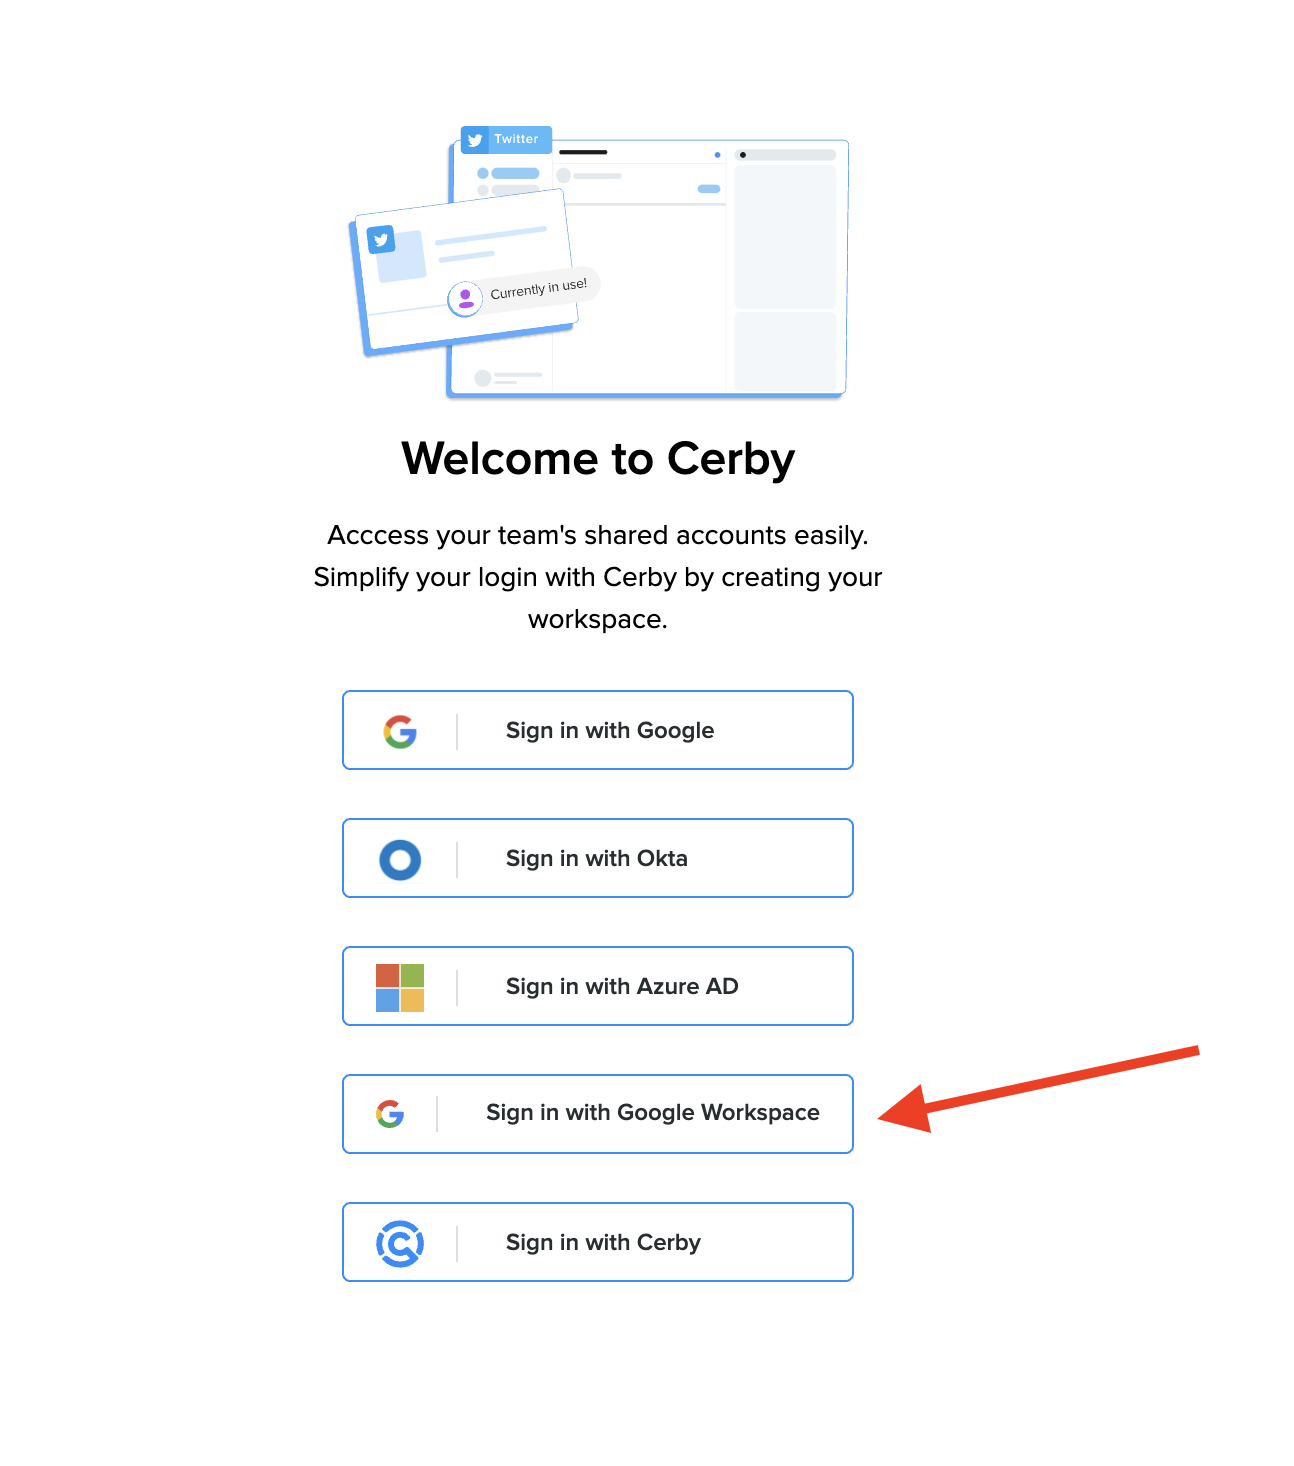 Twitter
Currently in use!
Welcome to Cerby
Acccess your team's shared accounts easily.
Simplify your login with Cerby by creating your
workspace.
Sign in with Google
Sign in with Okta
Sign in with Azure AD
Sign in with Google Workspace
Sign in with Cerby